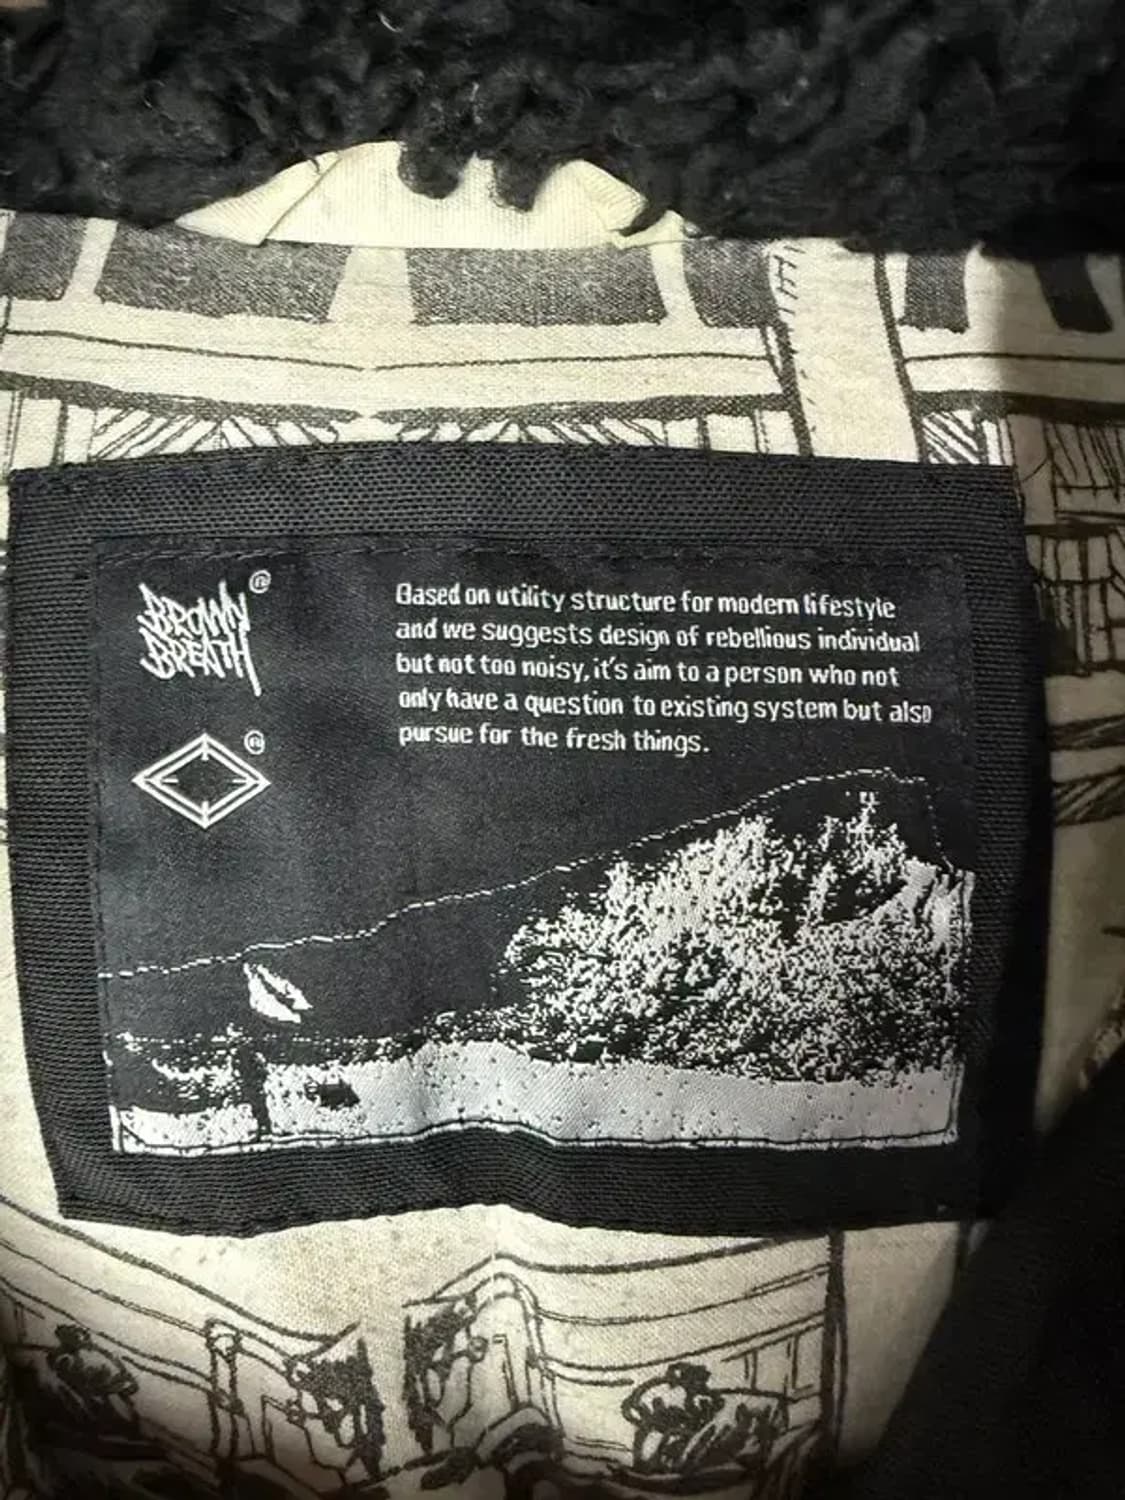 BROWN ®
BREATH
®
Based on utility structure for modern lifestyle
and we suggests design of rebellious individual
but not too noisy, it's aim to a person who not
only have a question to existing system but also
pursue for the fresh things.